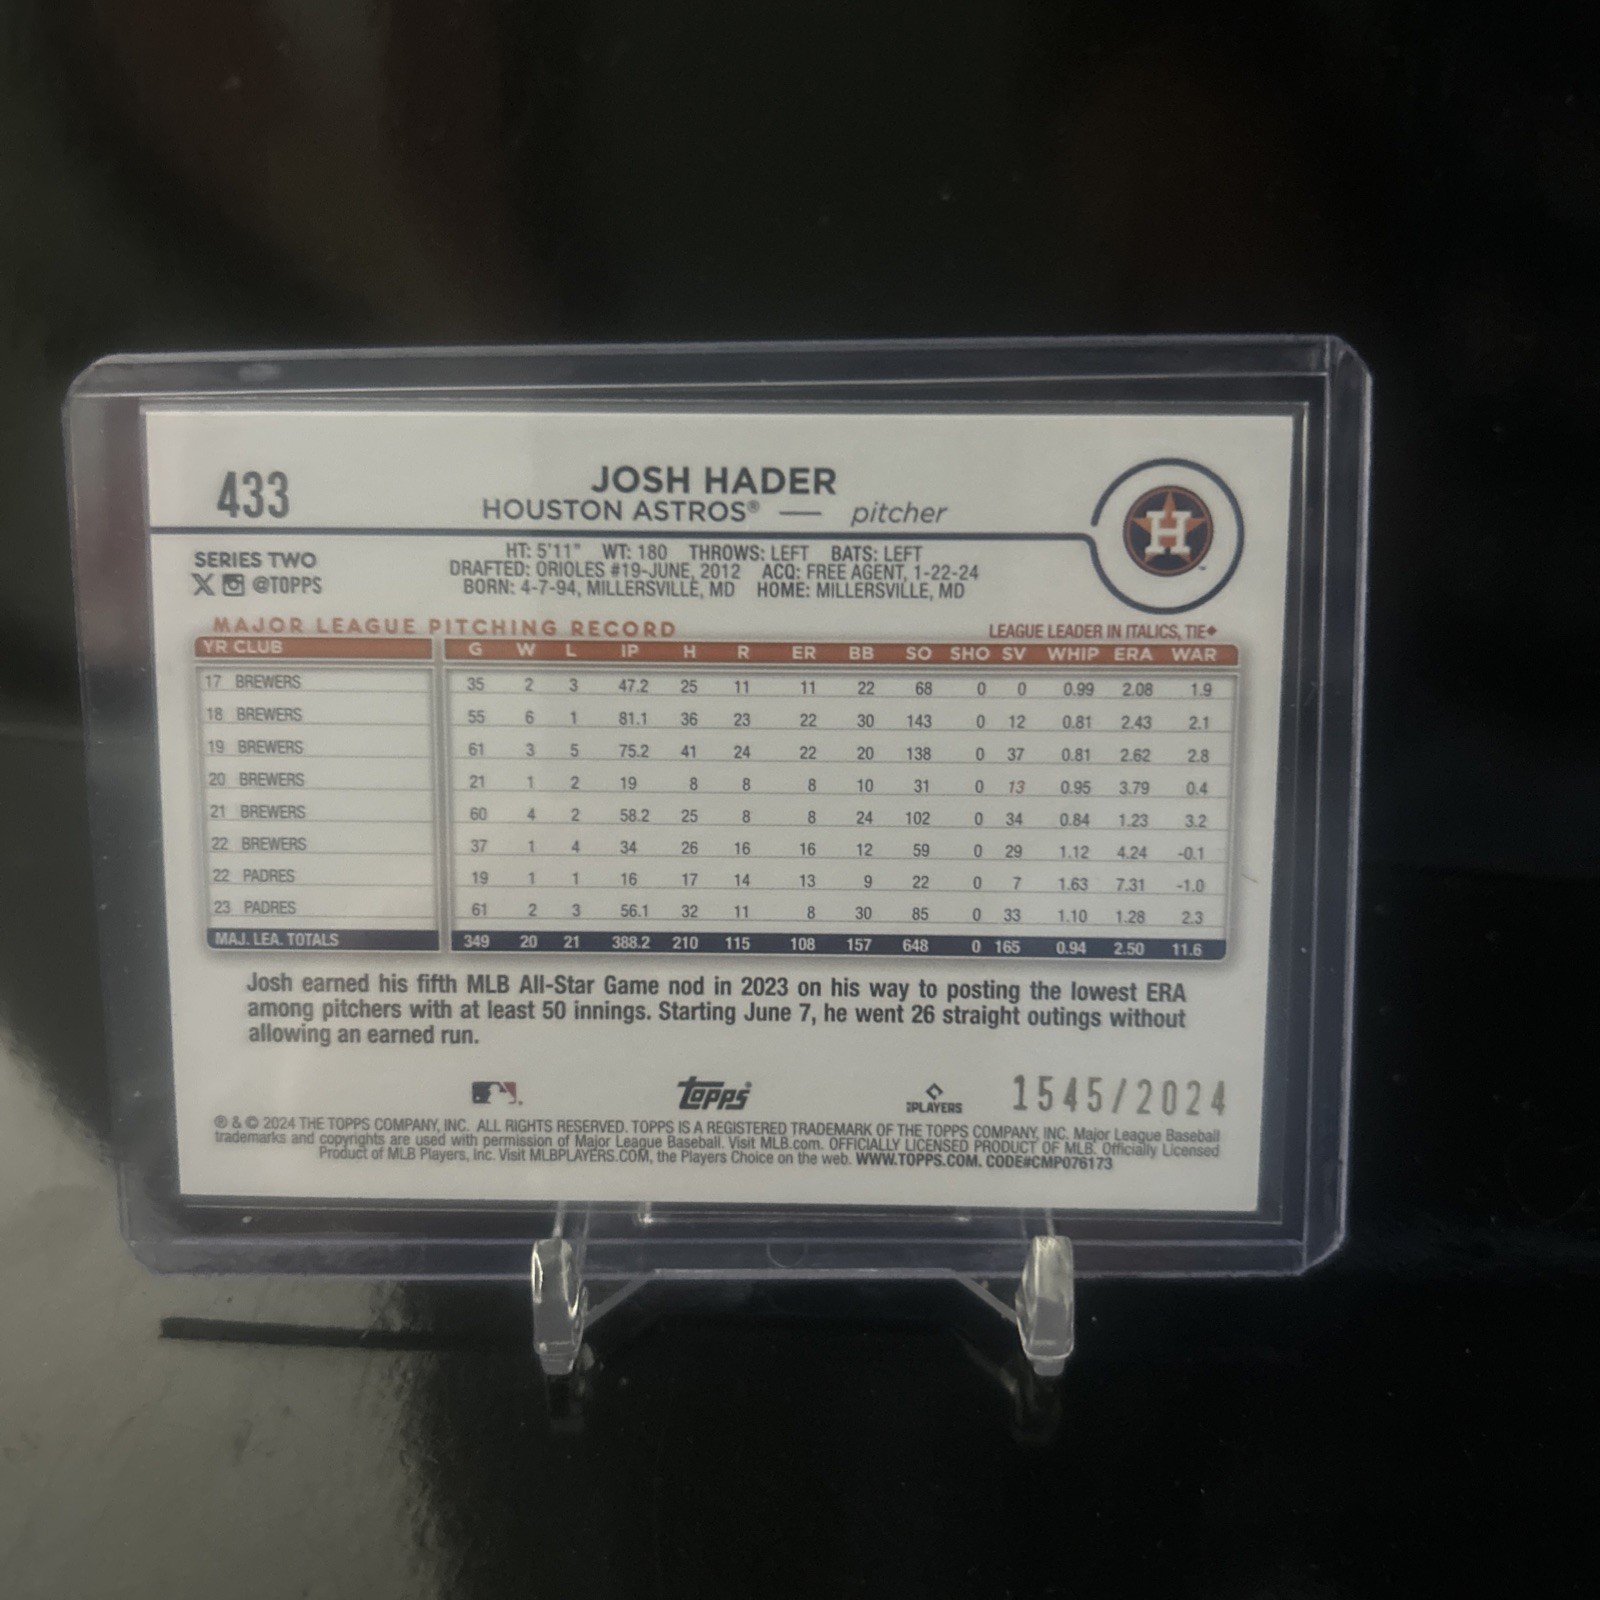 433
JOSH HADER
HOUSTON ASTROS® — pitcher
H
SERIES TWO
@TOPPS
HT: 5'11" WT: 180 THROWS: LEFT BATS: LEFT
DRAFTED: ORIOLES #19-JUNE, 2012 ACQ: FREE AGENT, 1-22-24
BORN: 4-7-94, MILLERSVILLE, MD HOME: MILLERSVILLE, MD
MAJOR LEAGUE PITCHING RECORD LEAGUE LEADER IN ITALICS, TIE◆
YR CLUB G W L IP H R ER BB SO SHO SV WHIP ERA WAR
17 BREWERS 35 2 3 47.2 25 11 11 22 68 0 0 0.99 2.08 1.9
18 BREWERS 55 6 1 81.1 36 23 22 30 143 0 12 0.81 2.43 2.1
19 BREWERS 61 3 5 75.2 41 24 22 20 138 0 37 0.81 2.62 2.8
20 BREWERS 21 1 2 19 8 8 8 10 31 0 13 0.95 3.79 0.4
21 BREWERS 60 4 2 58.2 25 8 8 24 102 0 34 0.84 1.23 3.2
22 BREWERS 37 1 4 34 26 16 16 12 59 0 29 1.12 4.24 -0.1
22 PADRES 19 1 1 16 17 14 13 9 22 0 7 1.63 7.31 -1.0
23 PADRES 61 2 3 56.1 32 11 8 30 85 0 33 1.10 1.28 2.3
MAJ. LEA. TOTALS 349 20 21 388.2 210 115 108 157 648 0 165 0.94 2.50 11.6
Josh earned his fifth MLB All-Star Game nod in 2023 on his way to posting the lowest ERA
among pitchers with at least 50 innings. Starting June 7, he went 26 straight outings without
allowing an earned run.
Topps
PLAYERS
1545/2024
® & © 2024 THE TOPPS COMPANY, INC. ALL RIGHTS RESERVED. TOPPS IS A REGISTERED TRADEMARK OF THE TOPPS COMPANY, INC. Major League Baseball
trademarks and copyrights are used with permission of Major League Baseball. Visit MLB.com. OFFICIALLY LICENSED PRODUCT OF MLB. Officially Licensed
Product of MLB Players, Inc. Visit MLBPLAYERS.COM, the Players Choice on the web. WWW.TOPPS.COM. CODE#CMP076173